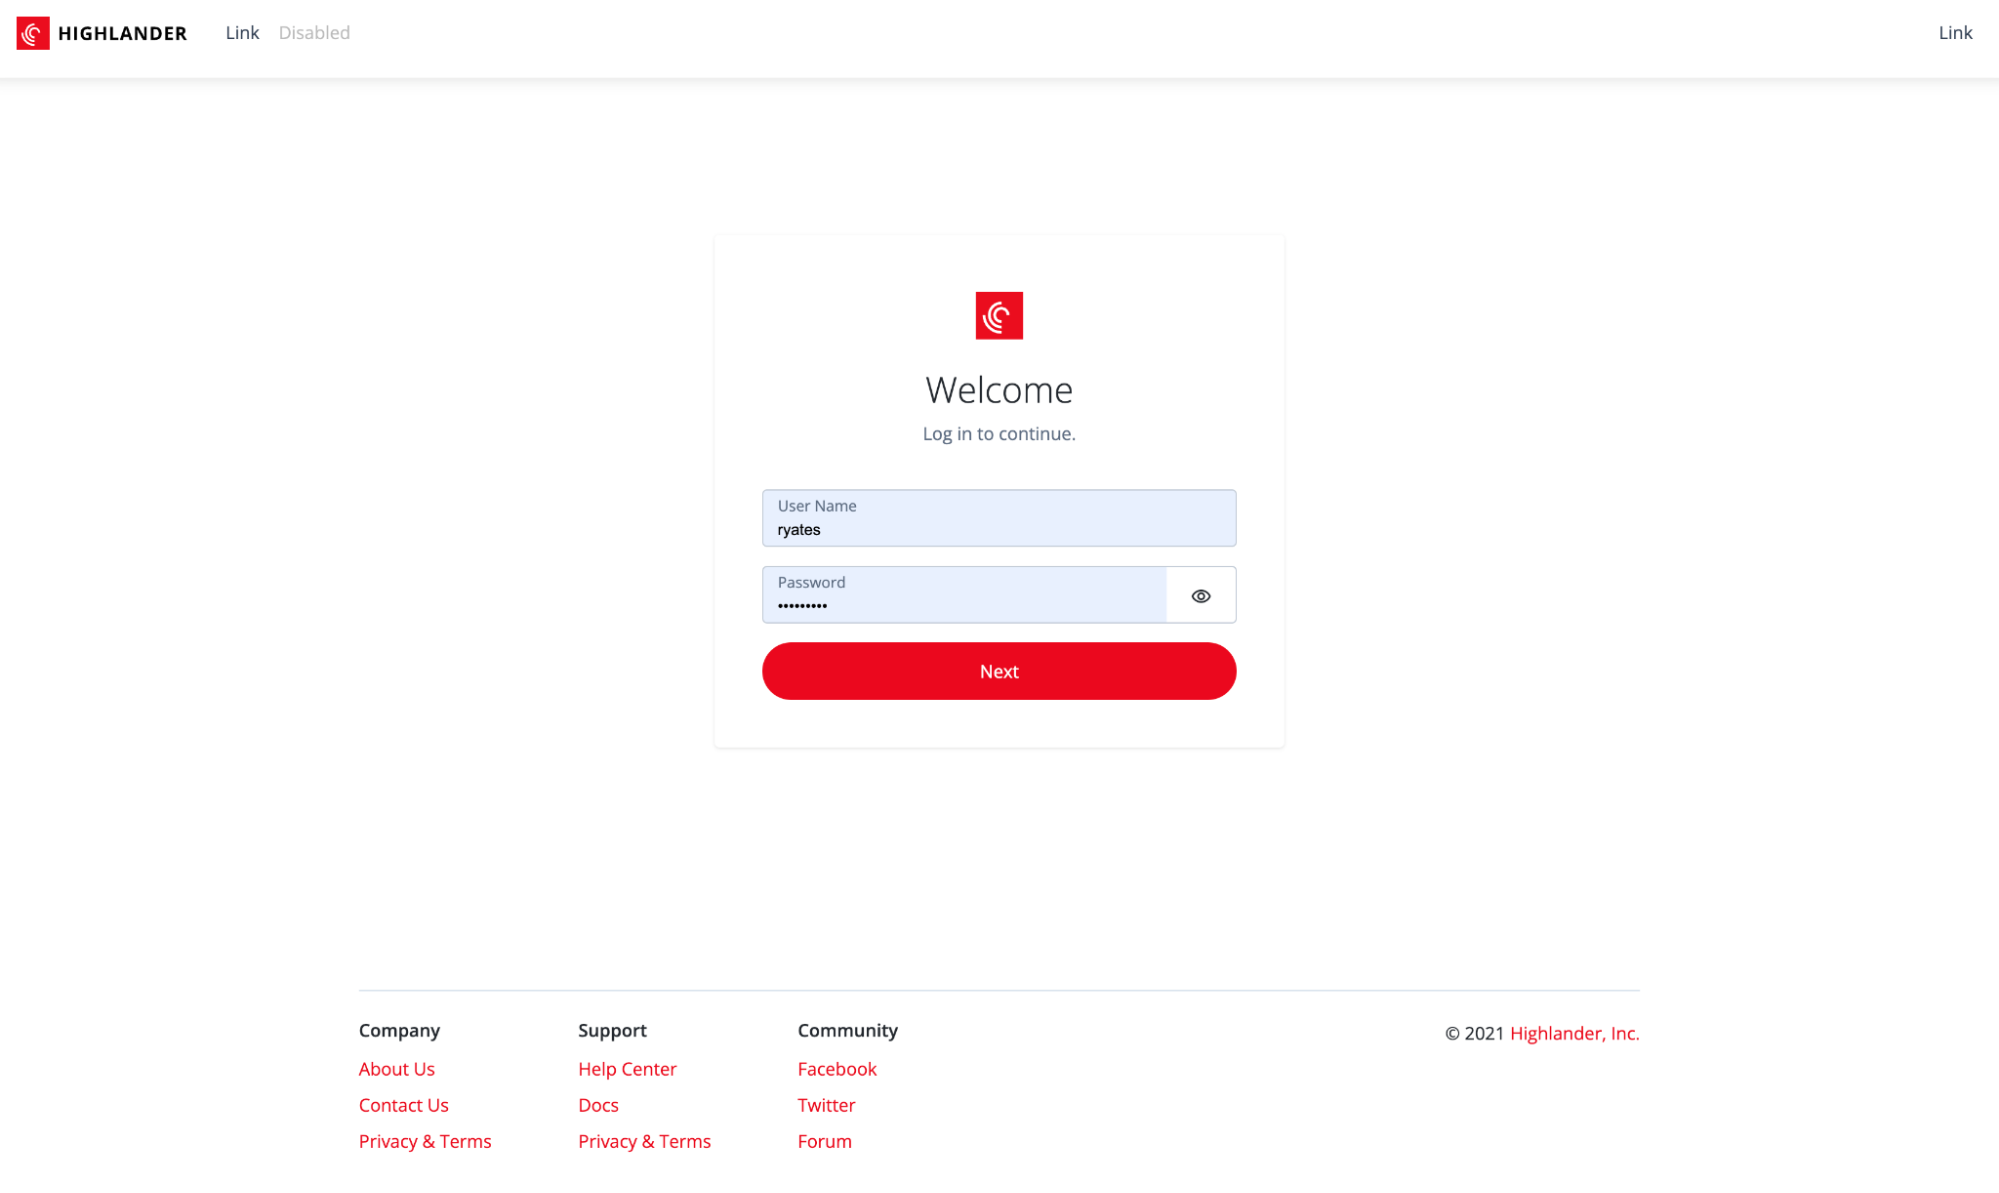 HIGHLANDER Link Disabled Link
Welcome
Log in to continue.
User Name
ryates
Password
•••••••••
Next
Company
About Us
Contact Us
Privacy & Terms
Support
Help Center
Docs
Privacy & Terms
Community
Facebook
Twitter
Forum
© 2021 Highlander, Inc.